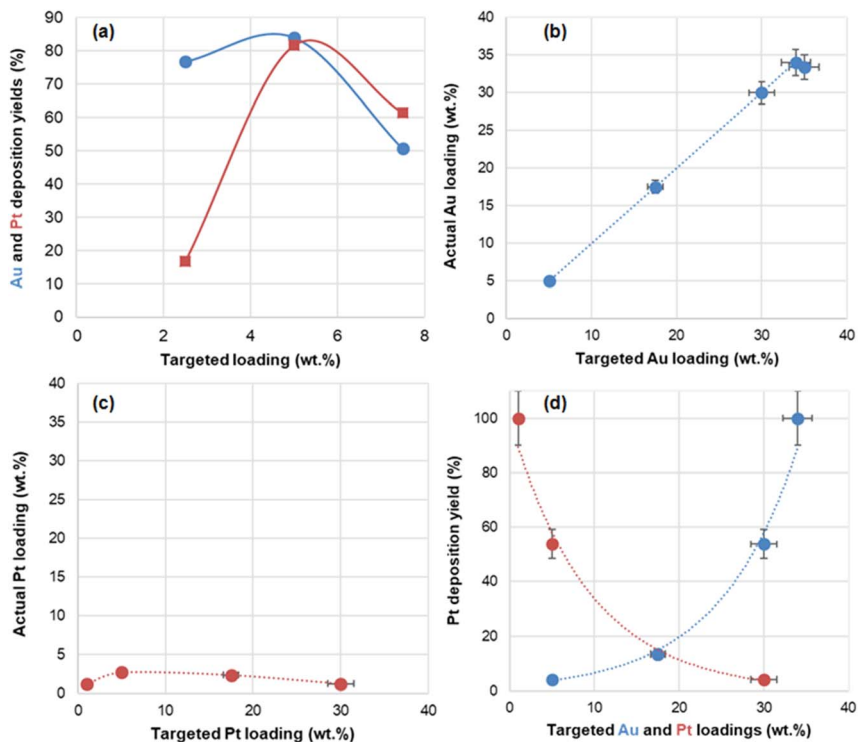 (a)
90
80
70
60
50
40
30
20
10
0
0 2 4 6 8
Au and Pt deposition yields (%)
Targeted loading (wt.%)
(b)
40
35
30
25
20
15
10
5
0
0 10 20 30 40
Actual Au loading (wt.%)
Targeted Au loading (wt.%)
(c)
40
35
30
25
20
15
10
5
0
0 10 20 30 40
Actual Pt loading (wt.%)
Targeted Pt loading (wt.%)
(d)
100
80
60
40
20
0
0 10 20 30 40
Pt deposition yield (%)
Targeted Au and Pt loadings (wt.%)